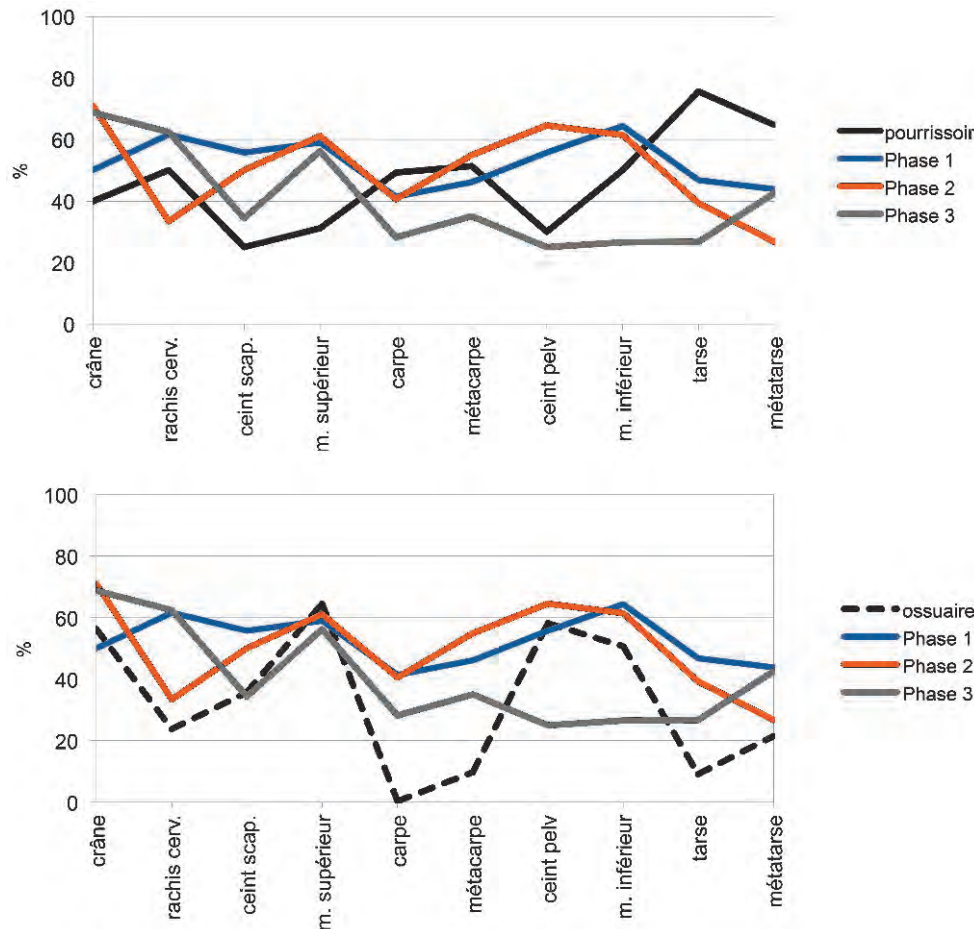 100
80
60
40
20
0
%
crâne
rachis cerv.
ceint scap.
m. supérieur
carpe
métacarpe
ceint pelv
m. inférieur
tarse
métatarse
pourrissoir
Phase 1
Phase 2
Phase 3
100
80
60
40
20
0
%
crâne
rachis cerv.
ceint scap.
m. supérieur
carpe
métacarpe
ceint pelv
m. inférieur
tarse
métatarse
ossuaire
Phase 1
Phase 2
Phase 3